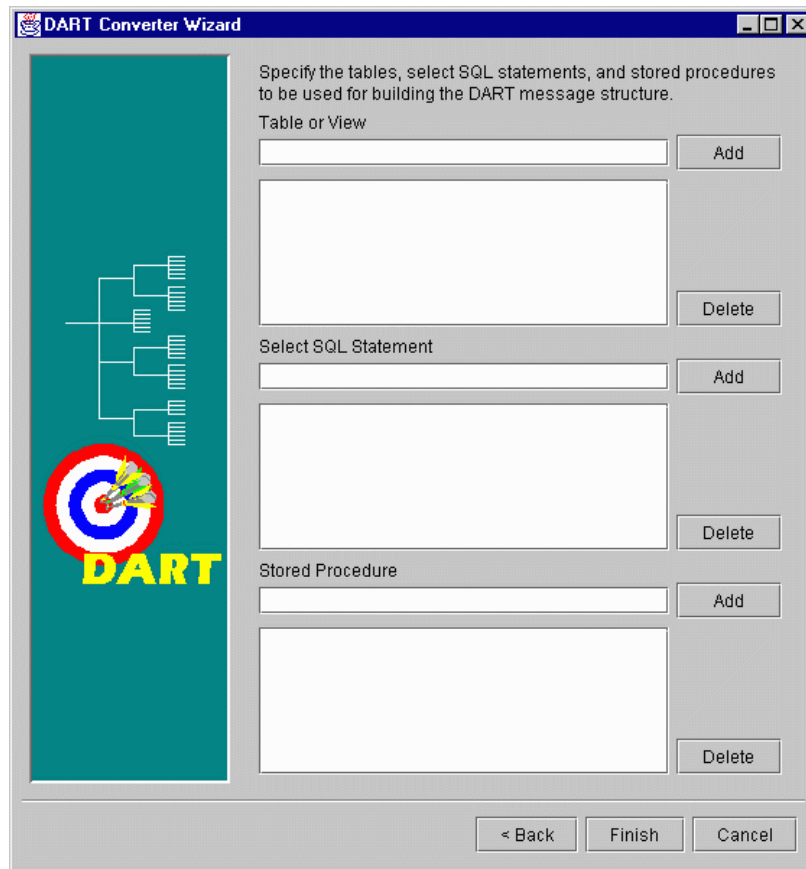 DART Converter Wizard
Specify the tables, select SQL statements, and stored procedures
to be used for building the DART message structure.
Table or View
Add
Delete
Select SQL Statement
Add
Delete
DART
Stored Procedure
Add
Delete
< Back Finish Cancel